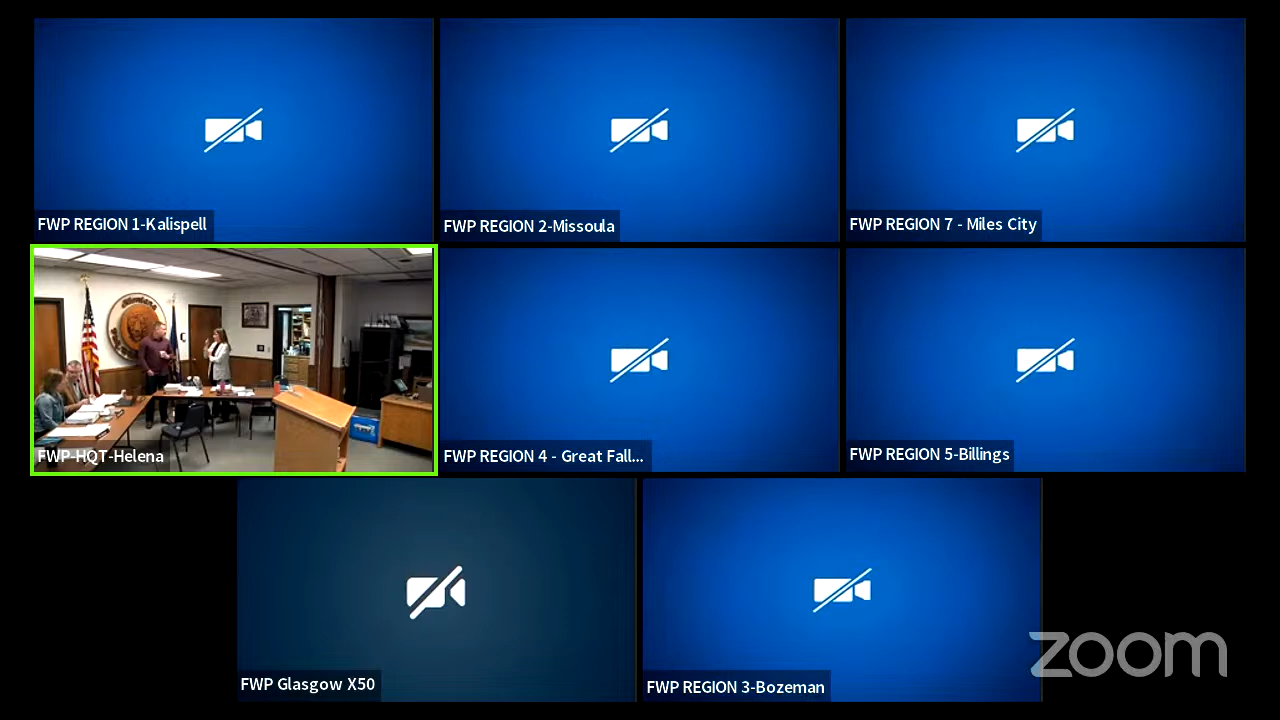 FWP REGION 1-Kalispell
FWP REGION 2-Missoula
FWP REGION 7 - Miles City
Montana
FWP-HQT-Helena
FWP REGION 4 - Great Fall...
FWP REGION 5-Billings
FWP Glasgow X50
FWP REGION 3-Bozeman
zoom